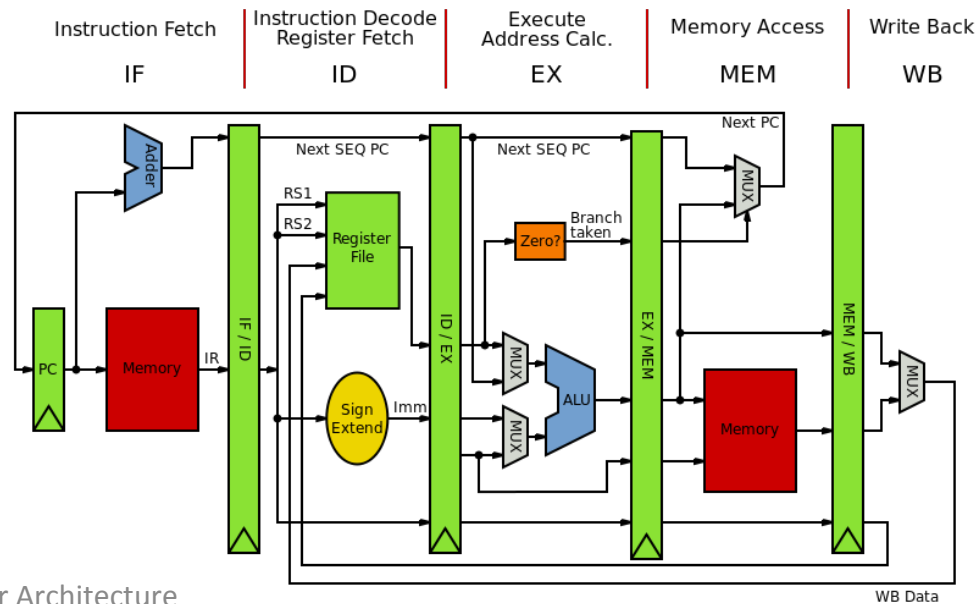 Instruction Fetch
Instruction Decode
Register Fetch
Execute
Address Calc.
Memory Access
Write Back
IF
ID
EX
MEM
WB
Next PC
Adder
Next SEQ PC
Next SEQ PC
MUX
RS1
RS2
Register
File
Branch
taken
Zero?
IF / ID
ID / EX
EX / MEM
MEM / WB
PC
Memory
IR
MUX
ALU
MUX
Sign
Extend
Imm
MUX
Memory
r Architecture
WB Data